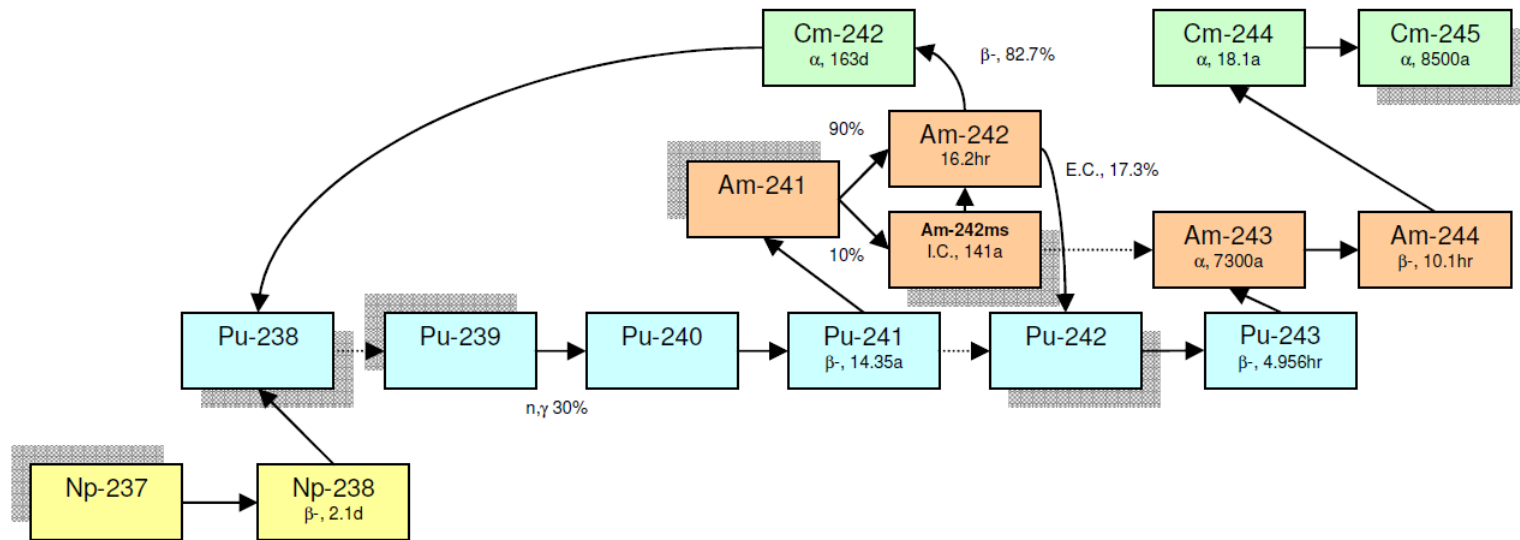 Cm-242
α, 163d
β-, 82.7%
Cm-244
α, 18.1a
Cm-245
α, 8500a
90%
Am-242
16.2hr
E.C., 17.3%
Am-241
10%
Am-242ms
I.C., 141a
Am-243
α, 7300a
Am-244
β-, 10.1hr
Pu-238
Pu-239
Pu-240
Pu-241
β-, 14.35a
Pu-242
Pu-243
β-, 4.956hr
n,γ 30%
Np-237
Np-238
β-, 2.1d